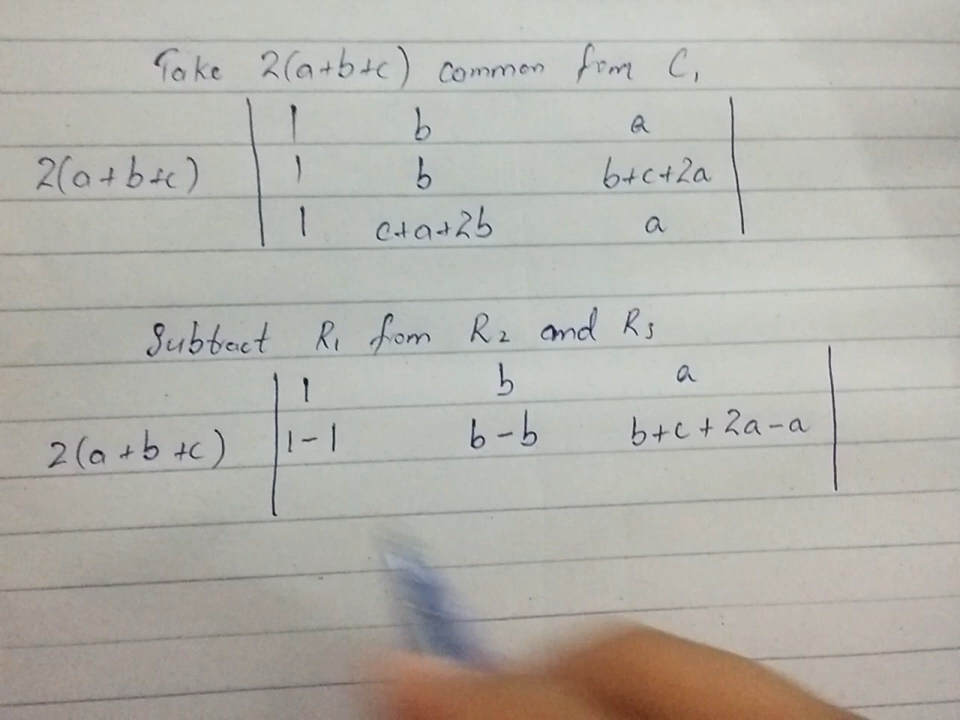 Take 2(a+b+c) common from C₁
1 b a
2(a+b+c) 1 b b+c+2a
1 c+a+2b a
Subtract R₁ from R₂ and R₃
1 b a
2(a+b+c) 1-1 b-b b+c+2a-a